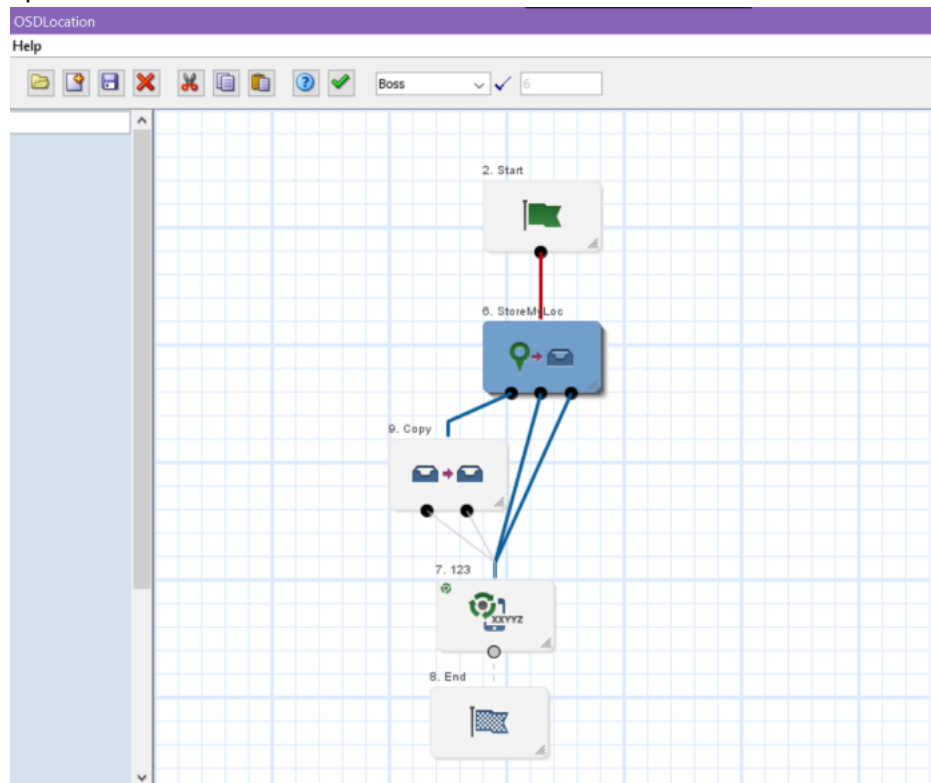 OSDLocation
Help
Boss
6
2. Start
6. StoreMyLoc
9. Copy
7. 123
XXYYZ
8. End